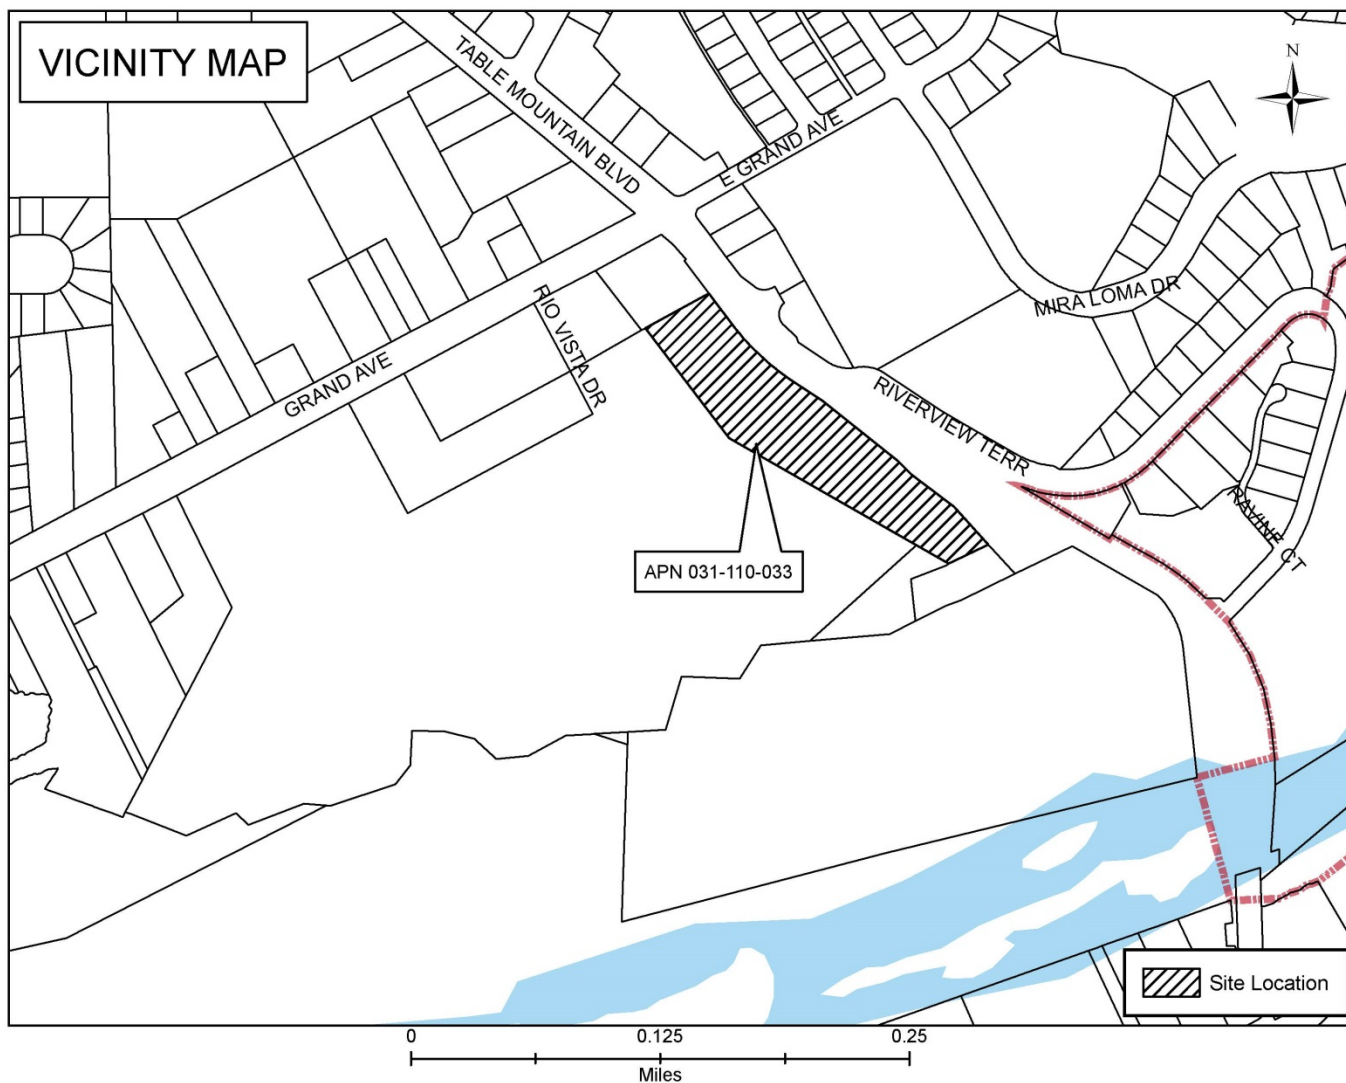 VICINITY MAP
N
TABLE MOUNTAIN BLVD
E GRAND AVE
MIRA LOMA DR
RIO VISTA DR
GRAND AVE
RIVERVIEW TERR
RAVINE CT
APN 031-110-033
Site Location
0 0.125 0.25
Miles